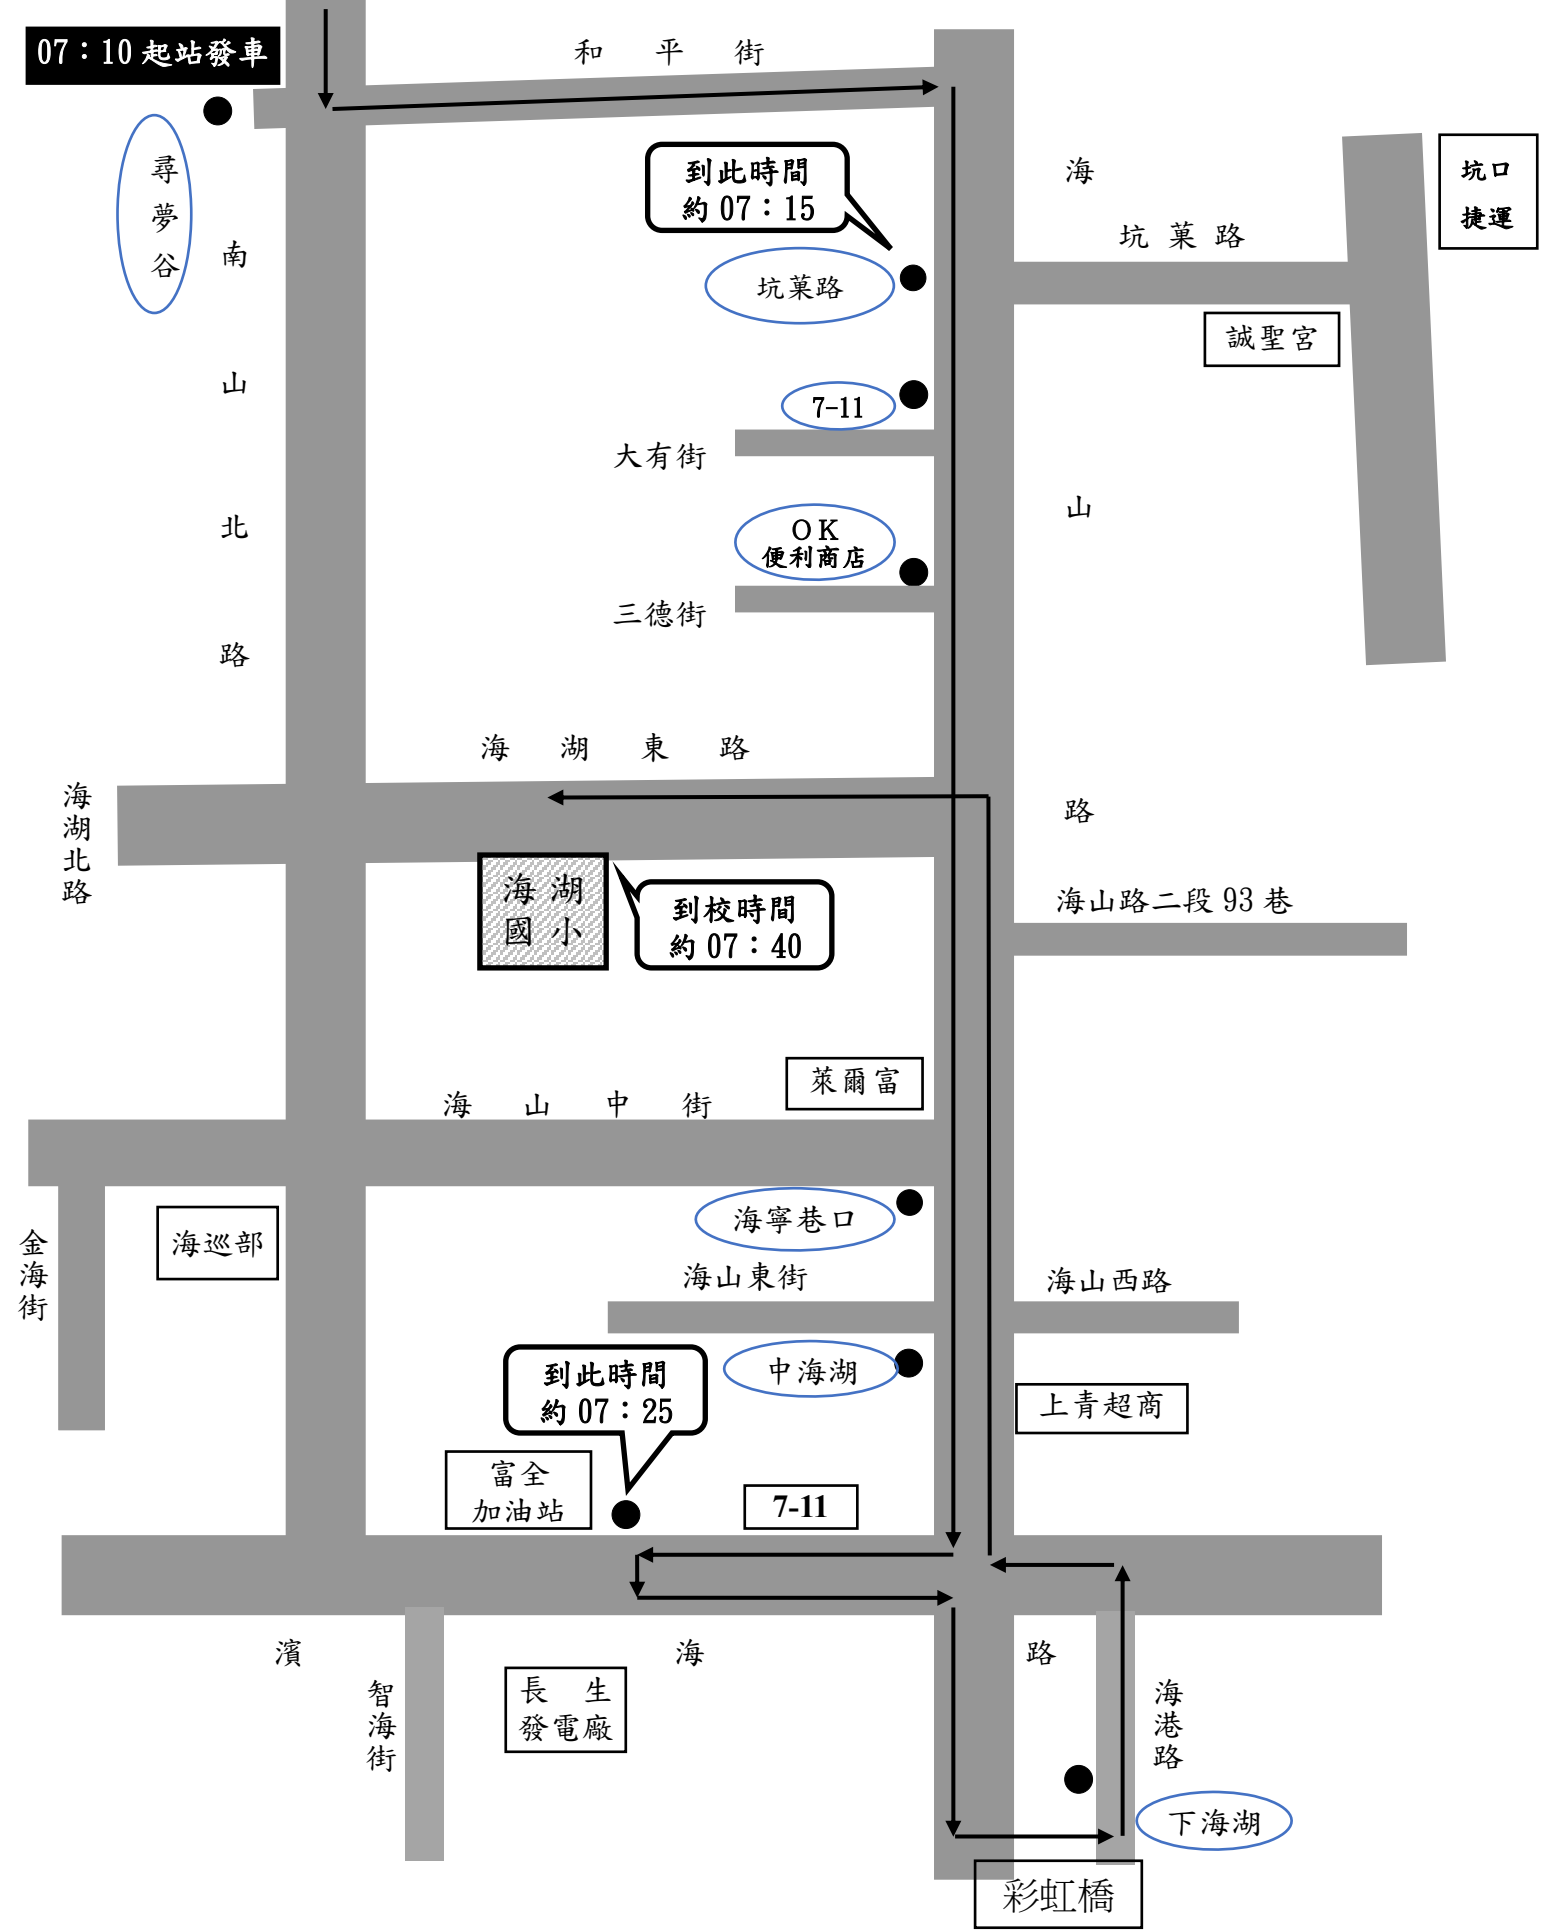 07：10 起站發車
和平街
尋夢谷
南山北路
到此時間
約 07：15
海山路
坑菓路
坑口
捷運
坑菓路
誠聖宮
7-11
大有街
OK
便利商店
三德街
海湖東路
海湖北路
海湖
國小
到校時間
約 07：40
海山路二段 93 巷
萊爾富
海山中街
海寧巷口
金海街
海巡部
海山東街
海山西路
到此時間
約 07：25
中海湖
上青超商
富全
加油站
7-11
濱海路
智海街
長生
發電廠
海港路
下海湖
彩虹橋